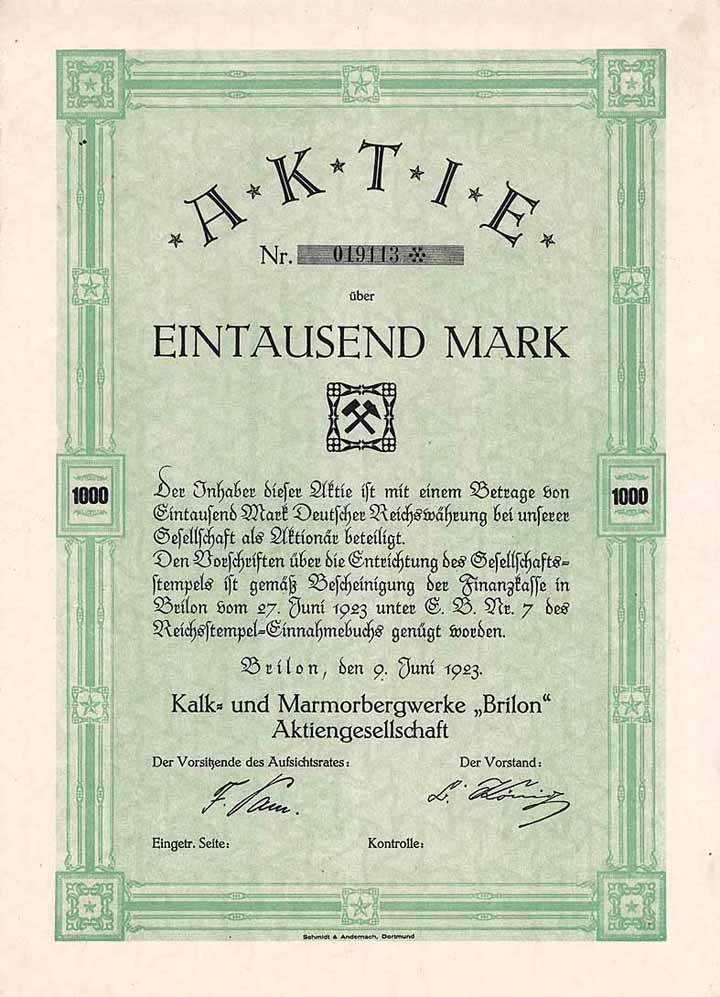 A·K·T·I·E
Nr. 019113
über
EINTAUSEND MARK
1000
1000
Der Inhaber dieser Aktie ist mit einem Betrage von
Eintausend Mark Deutscher Reichswährung bei unserer
Gesellschaft als Aktionär beteiligt.
Den Vorschriften über die Entrichtung des Gesellschafts=
stempels ist gemäß Bescheinigung der Finanzkasse in
Brilon vom 27. Juni 1923 unter E. B. Nr. 7 des
Reichsstempel=Einnahmebuchs genügt worden.
Brilon, den 9. Juni 1923.
Kalk= und Marmorbergwerke „Brilon“
Aktiengesellschaft
Der Vorsitzende des Aufsichtsrates: Der Vorstand:
L. König
Eingetr. Seite: Kontrolle:
Schmidt & Andernach, Dortmund